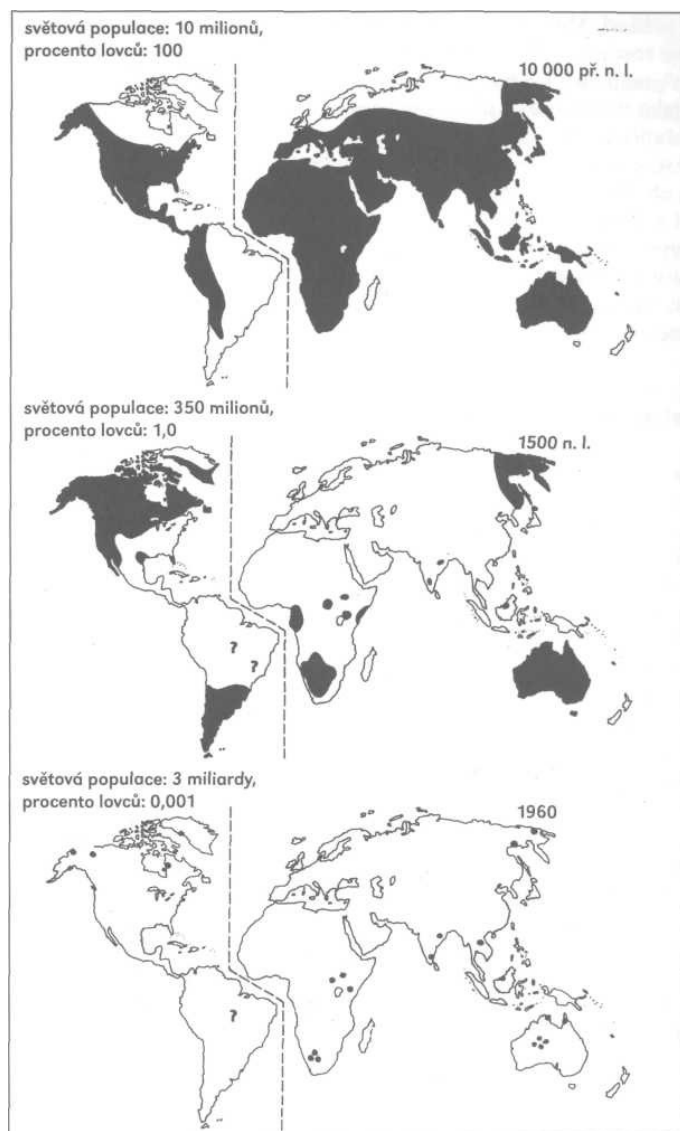 světová populace: 10 milionů,
procento lovců: 100
10 000 př. n. l.
světová populace: 350 milionů,
procento lovců: 1,0
1500 n. l.
?
?
světová populace: 3 miliardy,
procento lovců: 0,001
1960
?